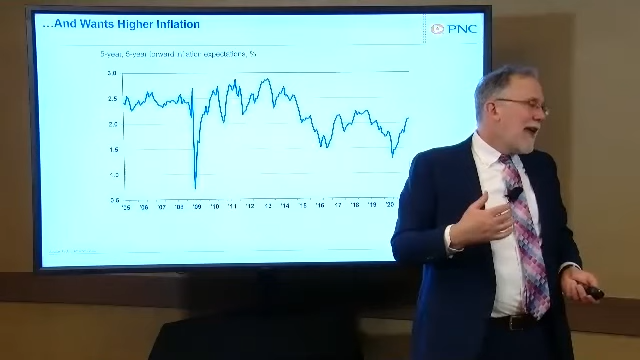 ...And Wants Higher Inflation
PNC
5-year, 5-year forward inflation expectations, %
3.0
2.5
2.0
1.5
1.0
0.5
'05 '06 '07 '08 '09 '10 '11 '12 '13 '14 '15 '16 '17 '18 '19 '20